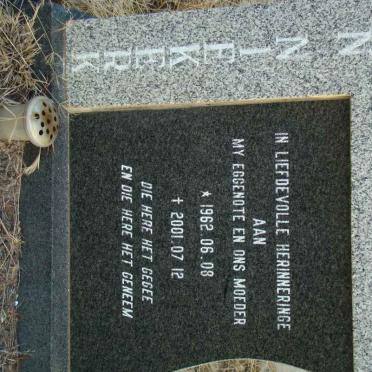 NIEKERK
IN LIEFDEVOLLE HERINNERINGE
AAN
MY EGGENOTE EN ONS MOEDER
★ 1962.06.08
✝ 2001.07.12
DIE HERE HET GEGEE
EN DIE HERE HET GENEEM